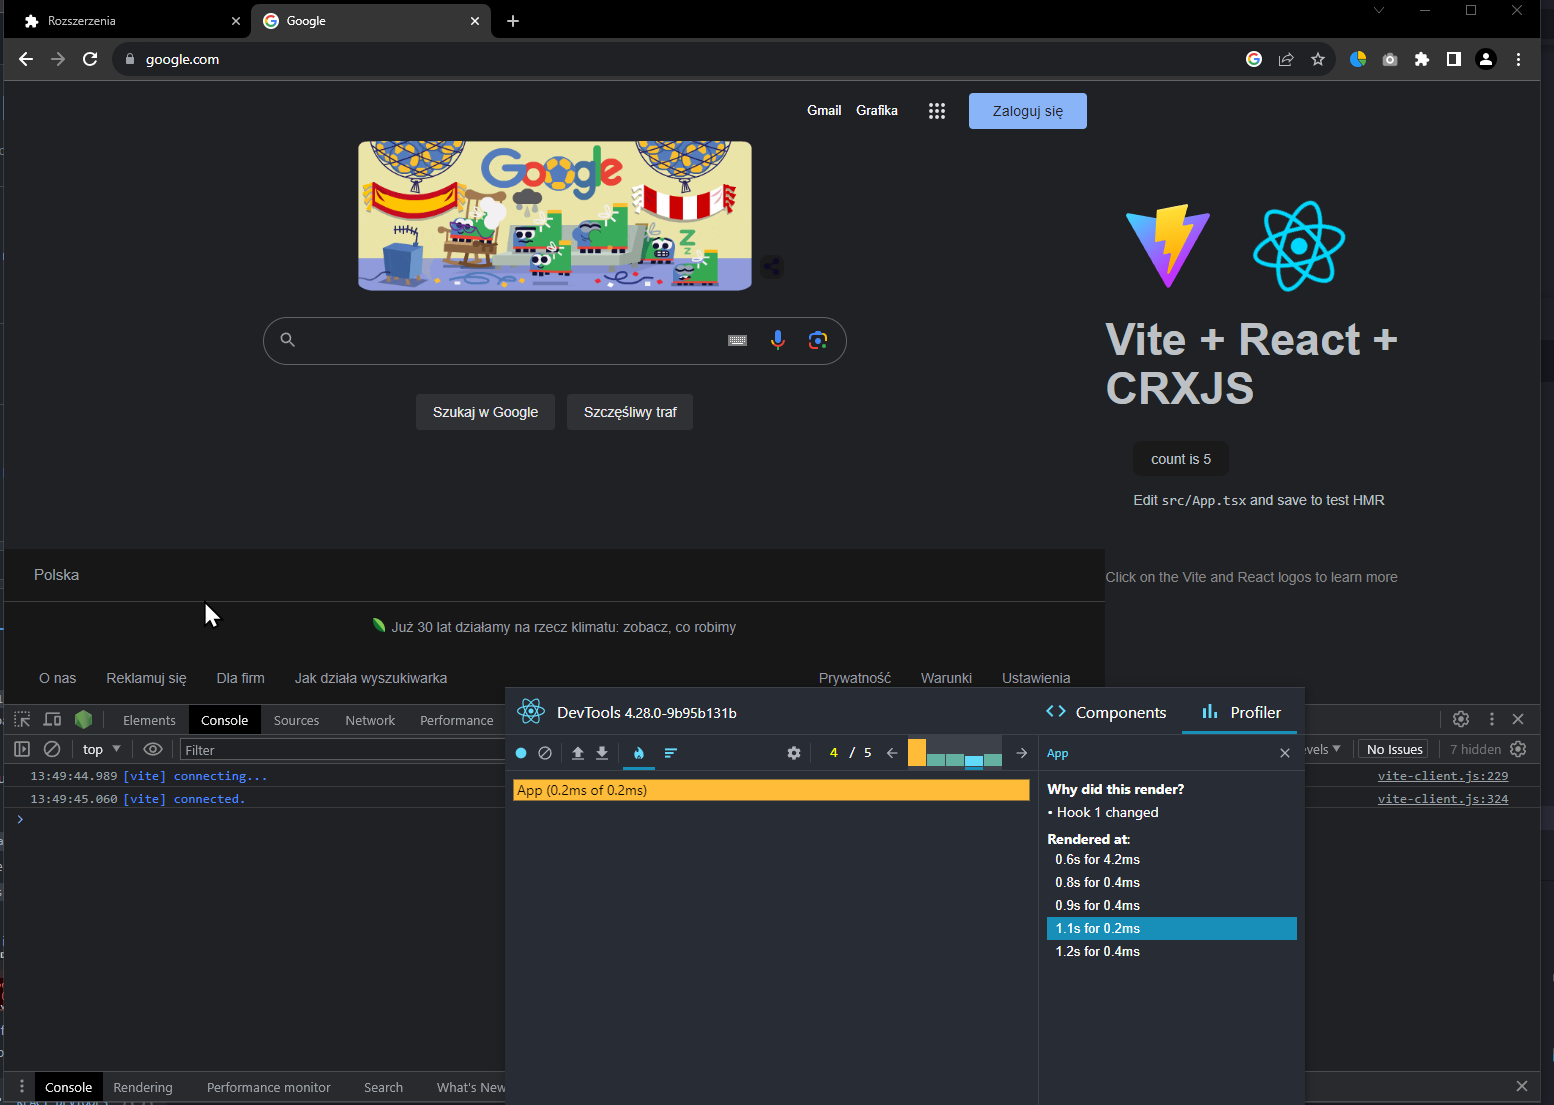 Rozszerzenia
Google
google.com
Gmail Grafika
Zaloguj się
Google
Z
z
Vite + React +
CRXJS
Szukaj w Google Szczęśliwy traf
count is 5
Edit src/App.tsx and save to test HMR
Click on the Vite and React logos to learn more
Polska
Już 30 lat działamy na rzecz klimatu: zobacz, co robimy
O nas Reklamuj się Dla firm Jak działa wyszukiwarka Prywatność Warunki Ustawienia
Elements Console Sources Network Performance
top Filter
No Issues 7 hidden
13:49:44.989 [vite] connecting... vite-client.js:229
13:49:45.060 [vite] connected. vite-client.js:324
DevTools 4.28.0-9b95b131b
Components Profiler
4 / 5
App
App (0.2ms of 0.2ms)
Why did this render?
• Hook 1 changed
Rendered at:
0.6s for 4.2ms
0.8s for 0.4ms
0.9s for 0.4ms
1.1s for 0.2ms
1.2s for 0.4ms
Console Rendering Performance monitor Search What's New